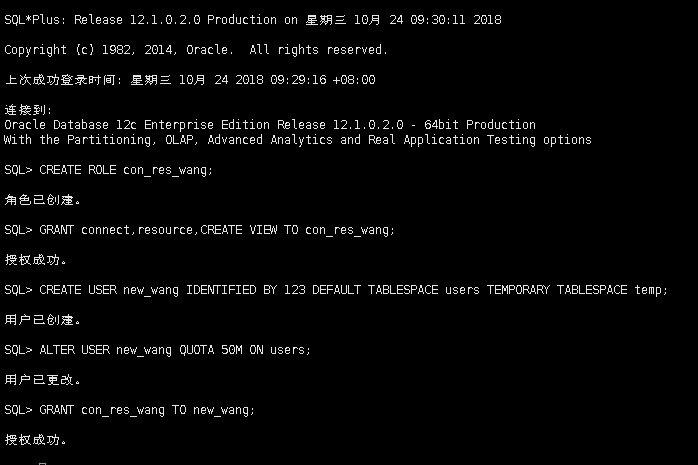 SQL*Plus: Release 12.1.0.2.0 Production on 星期三 10月 24 09:30:11 2018
Copyright (c) 1982, 2014, Oracle.  All rights reserved.
上次成功登录时间: 星期三 10月 24 2018 09:29:16 +08:00
连接到:
Oracle Database 12c Enterprise Edition Release 12.1.0.2.0 - 64bit Production
With the Partitioning, OLAP, Advanced Analytics and Real Application Testing options
SQL> CREATE ROLE con_res_wang;
角色已创建。
SQL> GRANT connect,resource,CREATE VIEW TO con_res_wang;
授权成功。
SQL> CREATE USER new_wang IDENTIFIED BY 123 DEFAULT TABLESPACE users TEMPORARY TABLESPACE temp;
用户已创建。
SQL> ALTER USER new_wang QUOTA 50M ON users;
用户已更改。
SQL> GRANT con_res_wang TO new_wang;
授权成功。